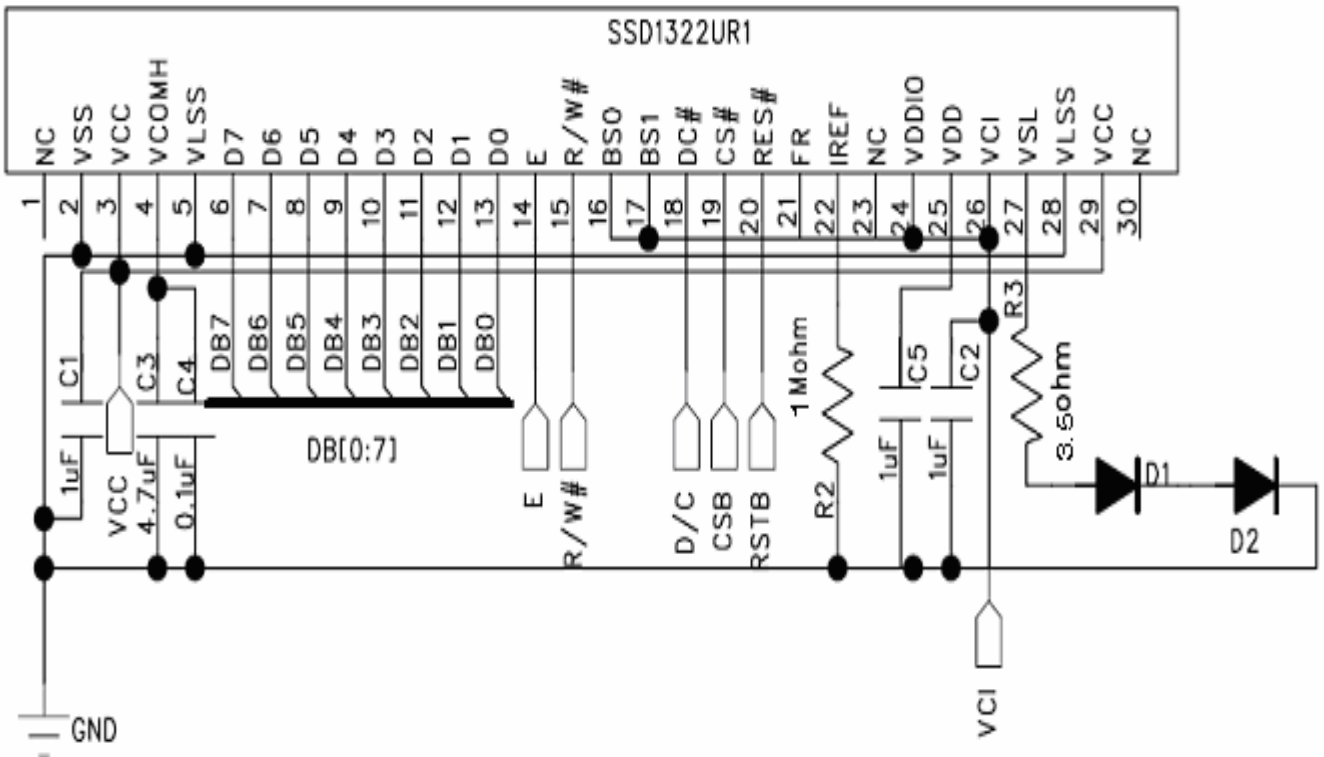 SSD1322UR1
NC
VSS
VCC
VCOMH
VLSS
D7
D6
D5
D4
D3
D2
D1
D0
E
R/W#
BS0
BS1
DC#
CS#
RES#
FR
IREF
NC
VDDIO
VDD
VCI
VSL
VLSS
VCC
NC
1
2
3
4
5
6
7
8
9
10
11
12
13
14
15
16
17
18
19
20
21
22
23
24
25
26
27
28
29
30
C1
C3
C4
DB7
DB6
DB5
DB4
DB3
DB2
DB1
DB0
1Mohm
C5
C2
R3
3.5ohm
1uF
VCC
4.7uF
0.1uF
DB[0:7]
E
R/W#
D/C
CSB
RSTB
R2
1uF
1uF
D1
D2
VCI
GND